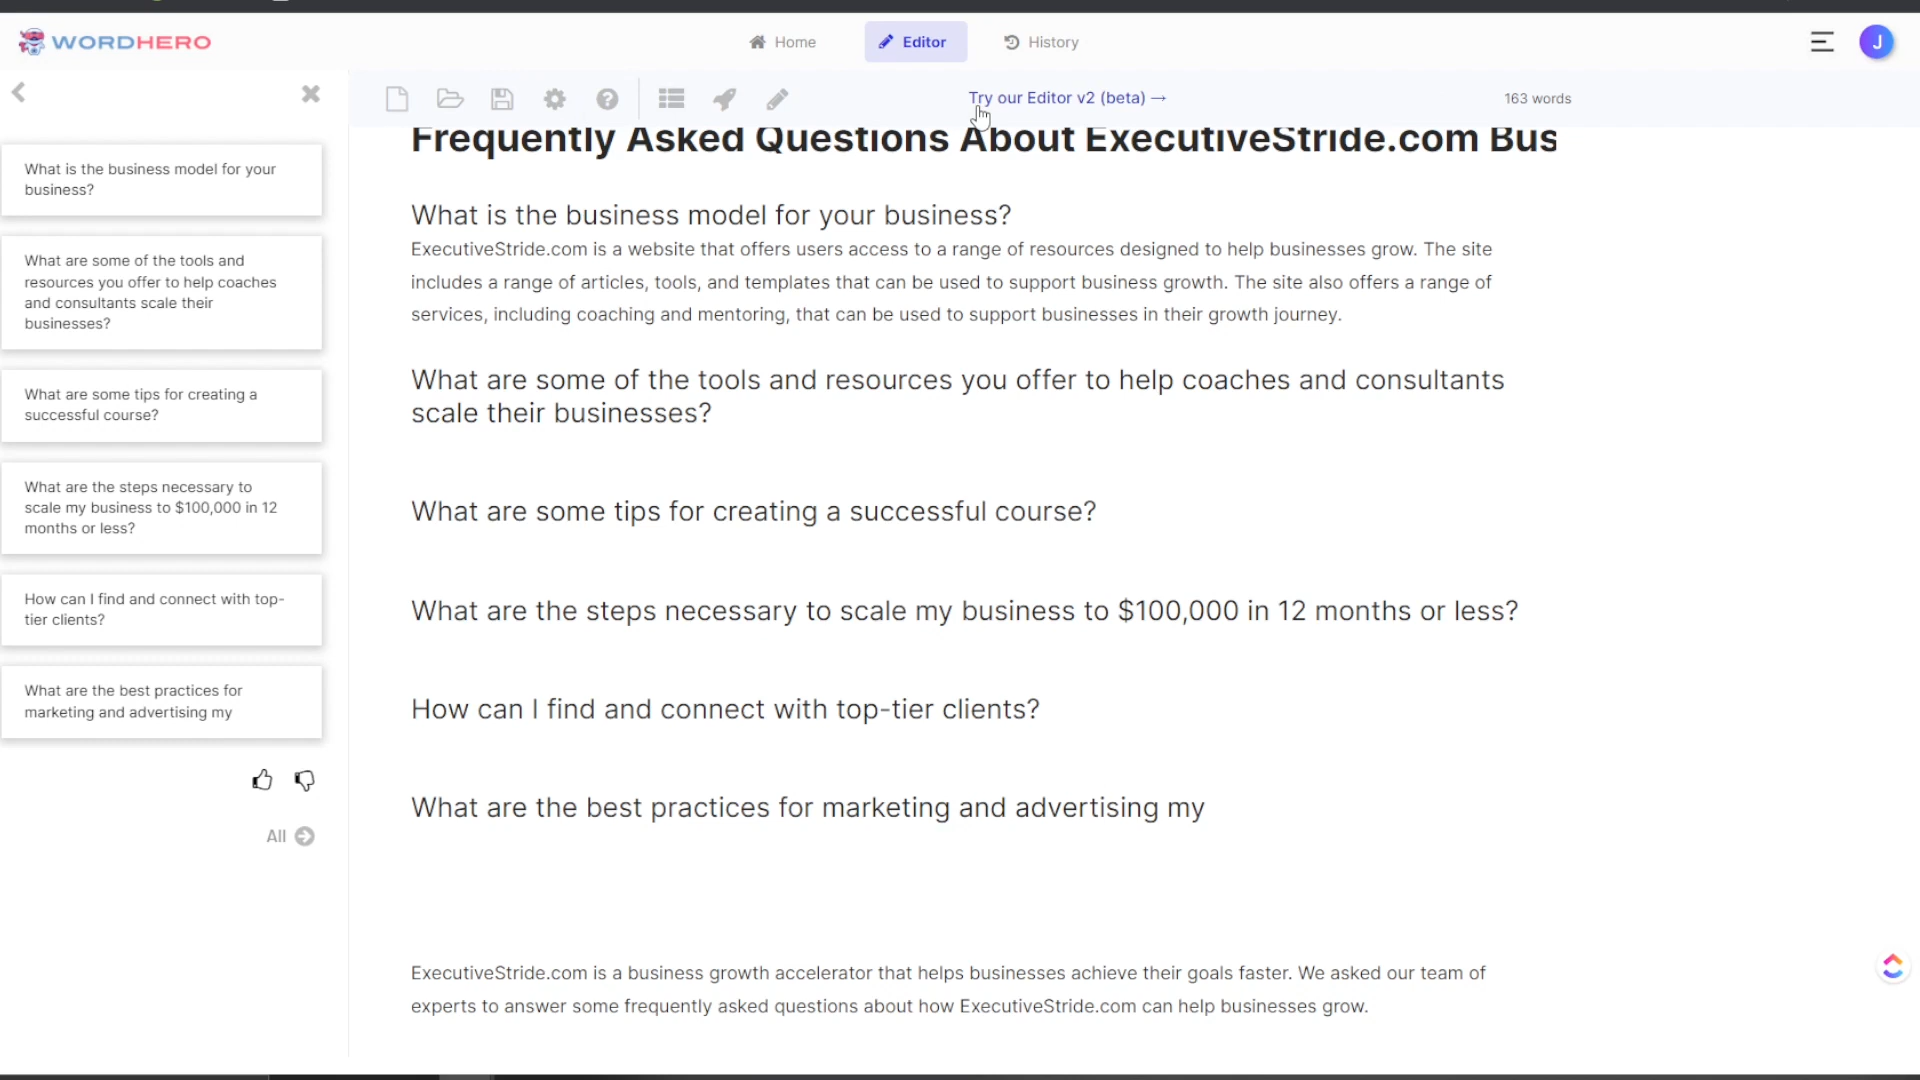 WORDHERO
Home
Editor
History
J
Try our Editor v2 (beta) →
163 words
What is the business model for your
business?
What are some of the tools and
resources you offer to help coaches
and consultants scale their
businesses?
What are some tips for creating a
successful course?
What are the steps necessary to
scale my business to $100,000 in 12
months or less?
How can I find and connect with top-
tier clients?
What are the best practices for
marketing and advertising my
All
Frequently Asked Questions About ExecutiveStride.com Bus
What is the business model for your business?
ExecutiveStride.com is a website that offers users access to a range of resources designed to help businesses grow. The site
includes a range of articles, tools, and templates that can be used to support business growth. The site also offers a range of
services, including coaching and mentoring, that can be used to support businesses in their growth journey.
What are some of the tools and resources you offer to help coaches and consultants
scale their businesses?
What are some tips for creating a successful course?
What are the steps necessary to scale my business to $100,000 in 12 months or less?
How can I find and connect with top-tier clients?
What are the best practices for marketing and advertising my
ExecutiveStride.com is a business growth accelerator that helps businesses achieve their goals faster. We asked our team of
experts to answer some frequently asked questions about how ExecutiveStride.com can help businesses grow.